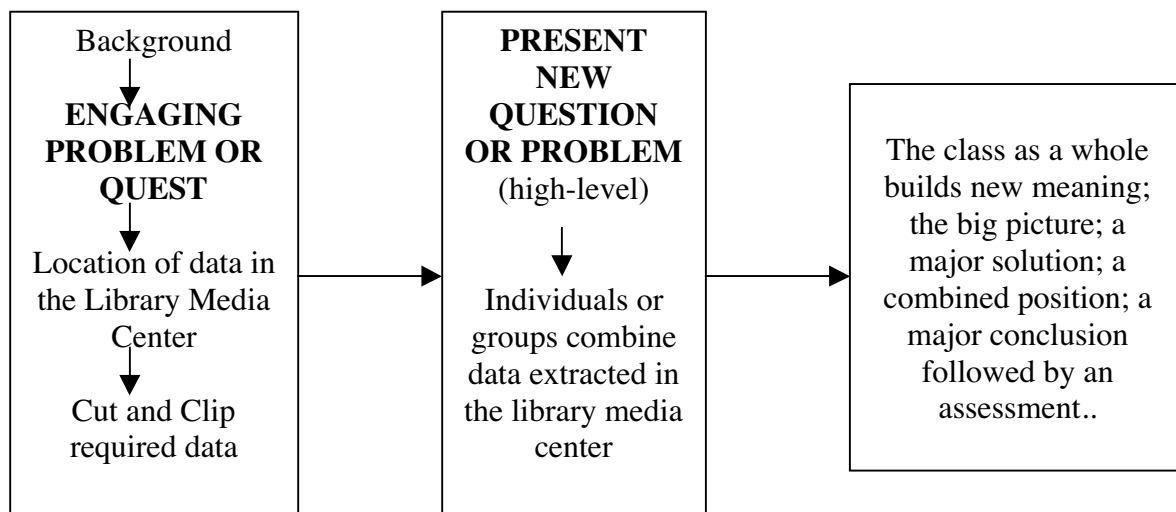 Background
ENGAGING
PROBLEM OR
QUEST
Location of data in
the Library Media
Center
Cut and Clip
required data
PRESENT
NEW
QUESTION
OR PROBLEM
(high-level)
Individuals or
groups combine
data extracted in
the library media
center
The class as a whole
builds new meaning;
the big picture; a
major solution; a
combined position; a
major conclusion
followed by an
assessment..